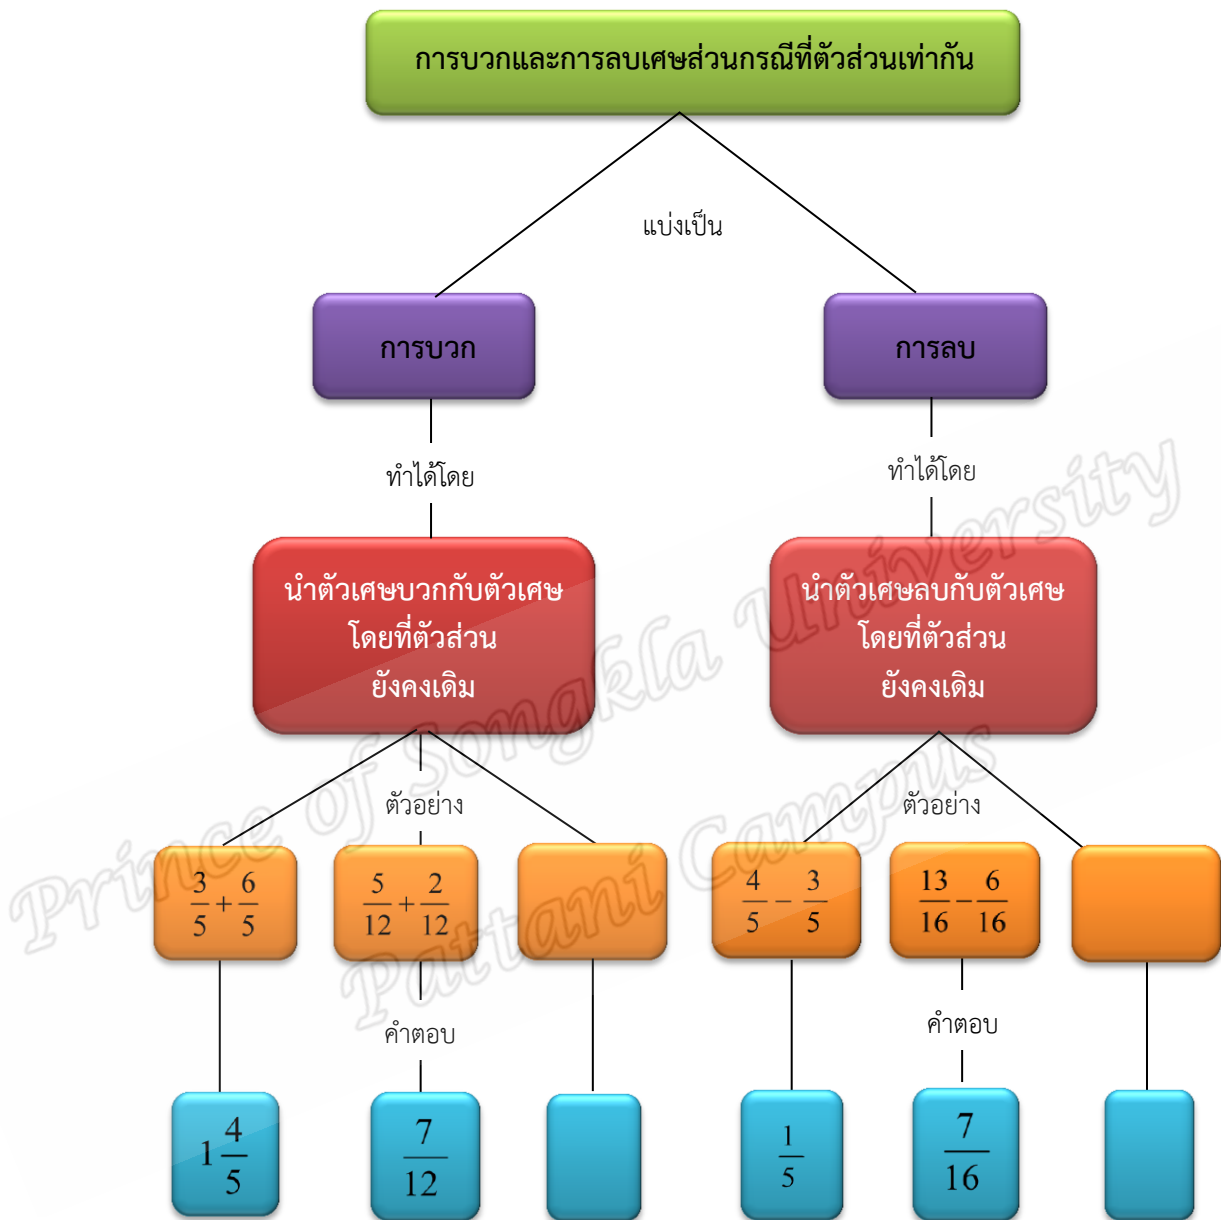 การบวกและการลบเศษส่วนกรณีที่ตัวส่วนเท่ากัน
แบ่งเป็น
การบวก
การลบ
ทำได้โดย
ทำได้โดย
นำตัวเศษบวกกับตัวเศษ
โดยที่ตัวส่วน
ยังคงเดิม
นำตัวเศษลบกับตัวเศษ
โดยที่ตัวส่วน
ยังคงเดิม
ตัวอย่าง
ตัวอย่าง
3/5 + 6/5
5/12 + 2/12
4/5 - 3/5
13/16 - 6/16
คำตอบ
คำตอบ
1 4/5
7/12
1/5
7/16
Prince of Songkla University
Pattani Campus